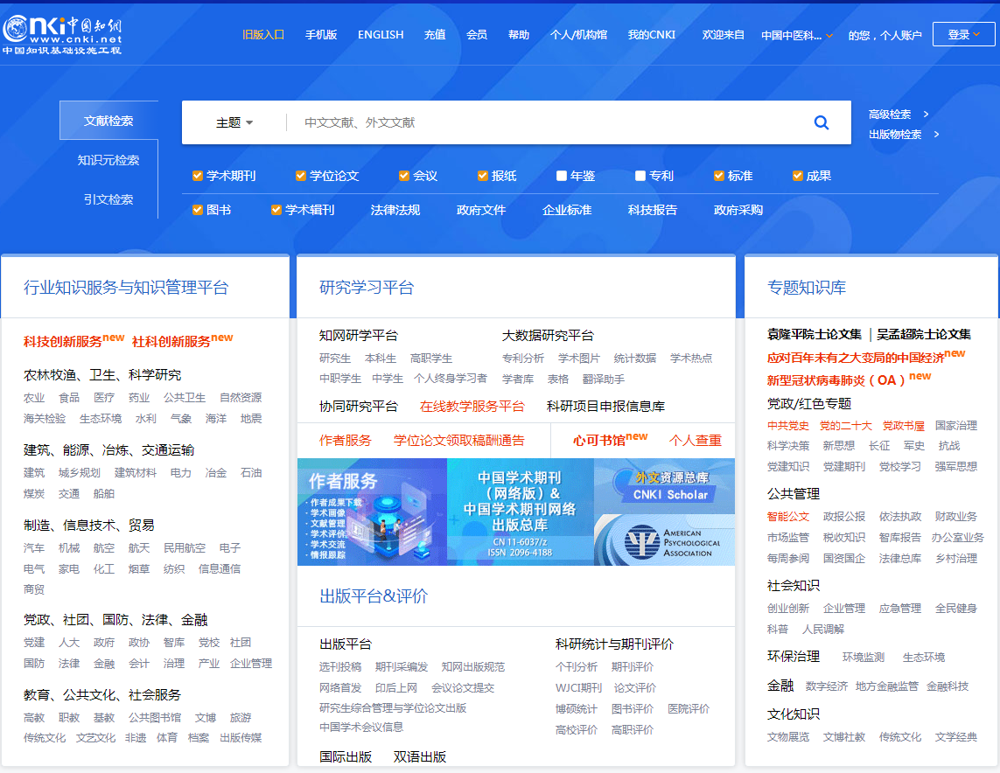 cnki中国知网
www.cnki.net
中国知识基础设施工程
旧版入口 手机版 ENGLISH 充值 会员 帮助 个人/机构馆 我的CNKI 欢迎来自 中国中医科... 的您，个人账户 登录
文献检索
知识元检索
引文检索
主题 中文文献、外文文献
高级检索 >
出版物检索 >
学术期刊 学位论文 会议 报纸 年鉴 专利 标准 成果
图书 学术辑刊 法律法规 政府文件 企业标准 科技报告 政府采购
行业知识服务与知识管理平台
科技创新服务new 社科创新服务new
农林牧渔、卫生、科学研究
农业 食品 医疗 药业 公共卫生 自然资源
海关检验 生态环境 水利 气象 海洋 地震
建筑、能源、冶炼、交通运输
建筑 城乡规划 建筑材料 电力 冶金 石油
煤炭 交通 船舶
制造、信息技术、贸易
汽车 机械 航空 航天 民用航空 电子
电气 家电 化工 烟草 纺织 信息通信
商贸
党政、社团、国防、法律、金融
党建 人大 政府 政协 智库 党校 社团
国防 法律 金融 会计 治理 产业 企业管理
教育、公共文化、社会服务
高教 职教 基教 公共图书馆 文博 旅游
传统文化 文艺文化 非遗 体育 档案 出版传媒
研究学习平台
知网研学平台
研究生 本科生 高职学生
中职学生 中学生 个人终身学习者
大数据研究平台
专利分析 学术图片 统计数据 学术热点
学者库 表格 翻译助手
协同研究平台 在线教学服务平台 科研项目申报信息库
作者服务 学位论文领取稿酬通告 心可书馆new 个人查重
作者服务
·作者成果下载
·学术画像
·文献管理
·学术评价
·学术交流
·情报跟踪
中国学术期刊
（网络版）&
中国学术期刊网络
出版总库
CN 11-6037/z
ISSN 2096-4188
外文资源总库
CNKI Scholar
AMERICAN
PSYCHOLOGICAL
ASSOCIATION
出版平台&评价
出版平台
选刊投稿 期刊采编发 知网出版规范
网络首发 印后上网 会议论文提交
研究生综合管理与学位论文出版
中国学术会议信息
国际出版 双语出版
科研统计与期刊评价
个刊分析 期刊评价
WJCI期刊 论文评价
博硕统计 图书评价 医院评价
高校评价 高职评价
专题知识库
袁隆平院士论文集 | 吴孟超院士论文集
应对百年未有之大变局的中国经济new
新型冠状病毒肺炎（OA）new
党政/红色专题
中共党史 党的二十大 党政书屋 国家治理
科学决策 新思想 长征 军史 抗战
党建知识 党建期刊 党校学习 强军思想
公共管理
智能公文 政报公报 依法执政 财政业务
市场监管 税收知识 智库报告 办公室业务
每周参阅 国资国企 法律总库 乡村治理
社会知识
创业创新 企业管理 应急管理 全民健身
科普 人民调解
环保治理 环境监测 生态环境
金融 数字经济 地方金融监管 金融科技
文化知识
文物展览 文博社教 传统文化 文学经典